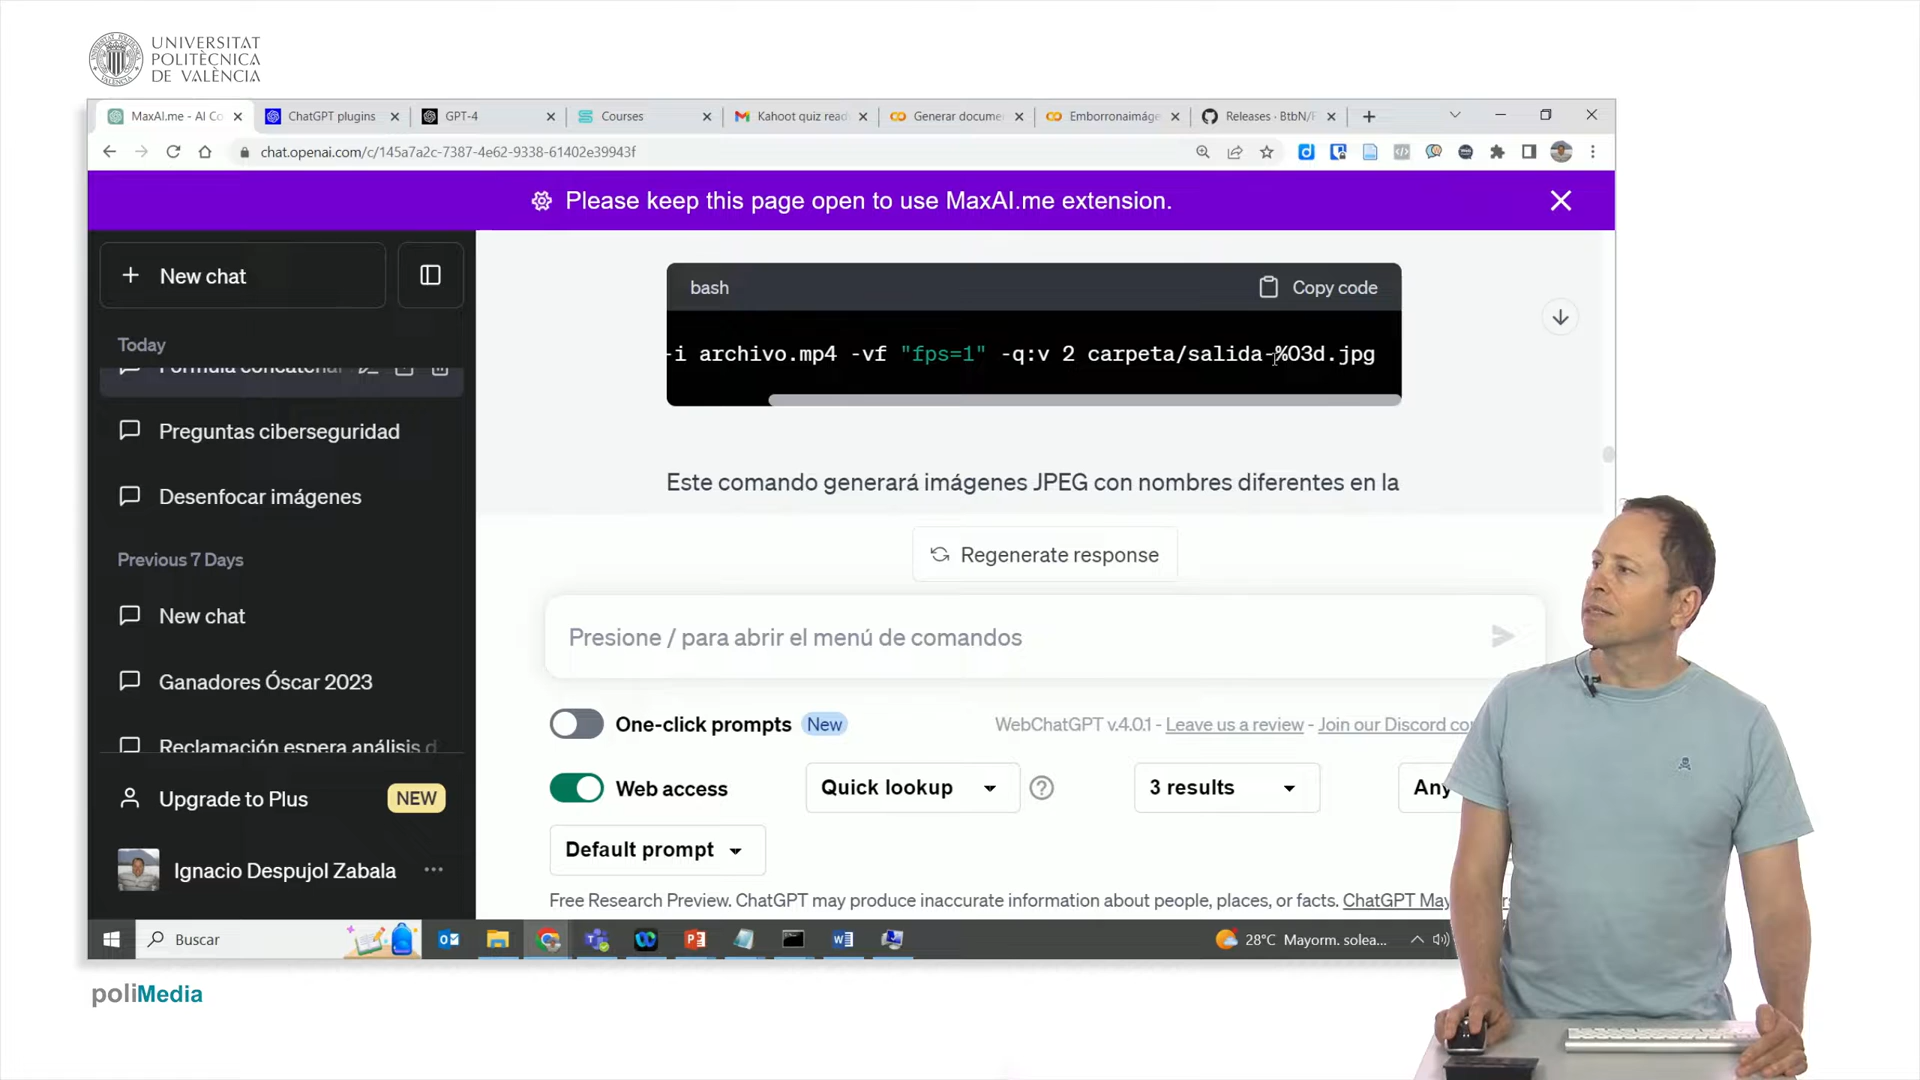 UNIVERSITAT
POLITÈCNICA
DE VALÈNCIA
MaxAI.me - AI Co
ChatGPT plugins
GPT-4
Courses
Kahoot quiz read
Generar docume
Emborronaimáge
Releases · BtbN/F
chat.openai.com/c/145a7a2c-7387-4e62-9338-61402e39943f
Please keep this page open to use MaxAI.me extension.
New chat
Today
Fórmula concatenar
Preguntas ciberseguridad
Desenfocar imágenes
Previous 7 Days
New chat
Ganadores Óscar 2023
Reclamación espera análisis d
Upgrade to Plus
NEW
Ignacio Despujol Zabala
bash
Copy code
-i archivo.mp4 -vf "fps=1" -q:v 2 carpeta/salida-%03d.jpg
Este comando generará imágenes JPEG con nombres diferentes en la
Regenerate response
Presione / para abrir el menú de comandos
One-click prompts New
WebChatGPT v.4.0.1 - Leave us a review - Join our Discord co
Web access
Quick lookup
3 results
Any
Default prompt
Free Research Preview. ChatGPT may produce inaccurate information about people, places, or facts. ChatGPT May
Buscar
28°C Mayorm. solea...
poliMedia